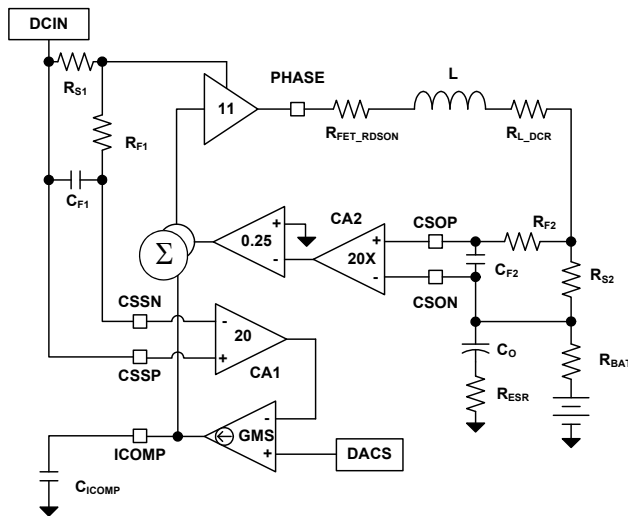 DCIN
RS1
RF1
CF1
11
PHASE
L
RFET_RDSON
RL_DCR
Σ
0.25
+
-
CA2
20X
+
-
CSOP
CSON
RF2
CF2
RS2
CSSN
CSSP
-
20
+
CA1
CO
RESR
RBAT
ICOMP
GMS
-
+
DACS
CICOMP